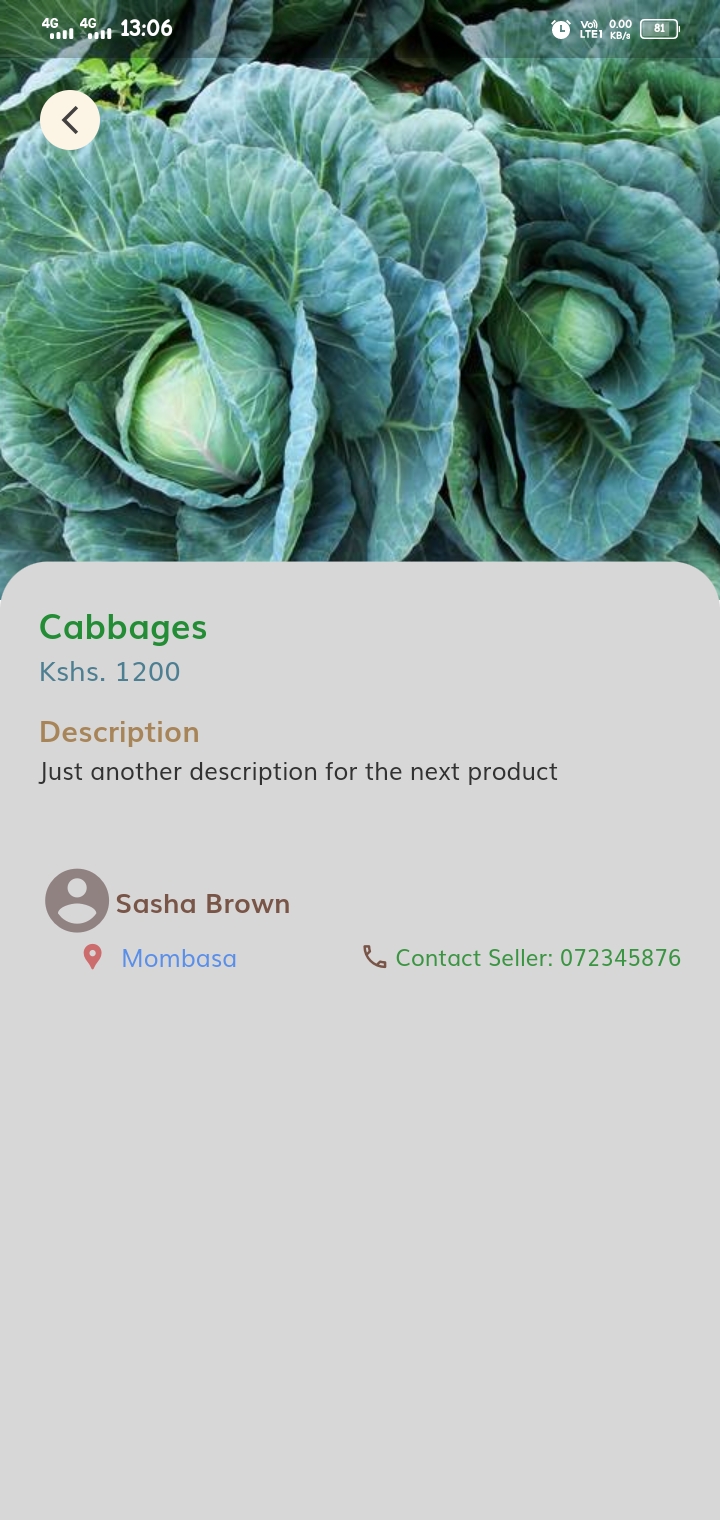 4G 4G 13:06 Vo) LTE1 0.00 KB/s 81
Cabbages
Kshs. 1200
Description
Just another description for the next product
Sasha Brown
Mombasa Contact Seller: 072345876